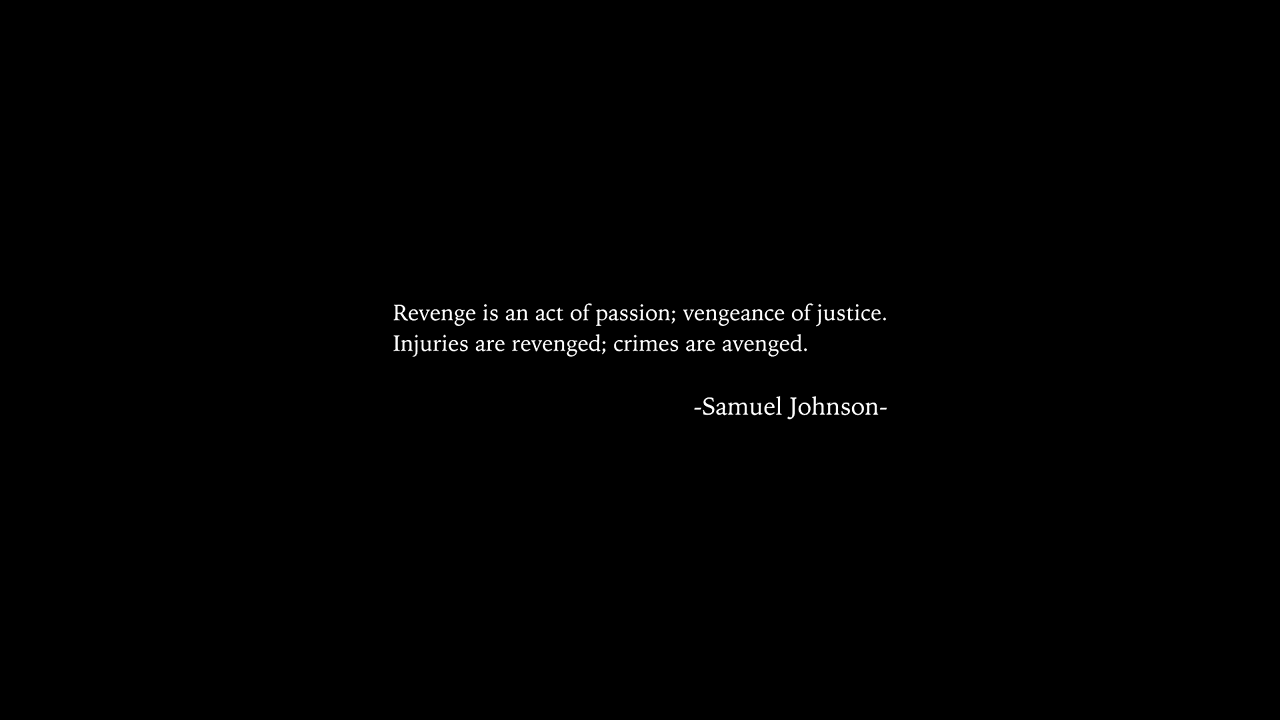 Revenge is an act of passion; vengeance of justice.
Injuries are revenged; crimes are avenged.
-Samuel Johnson-